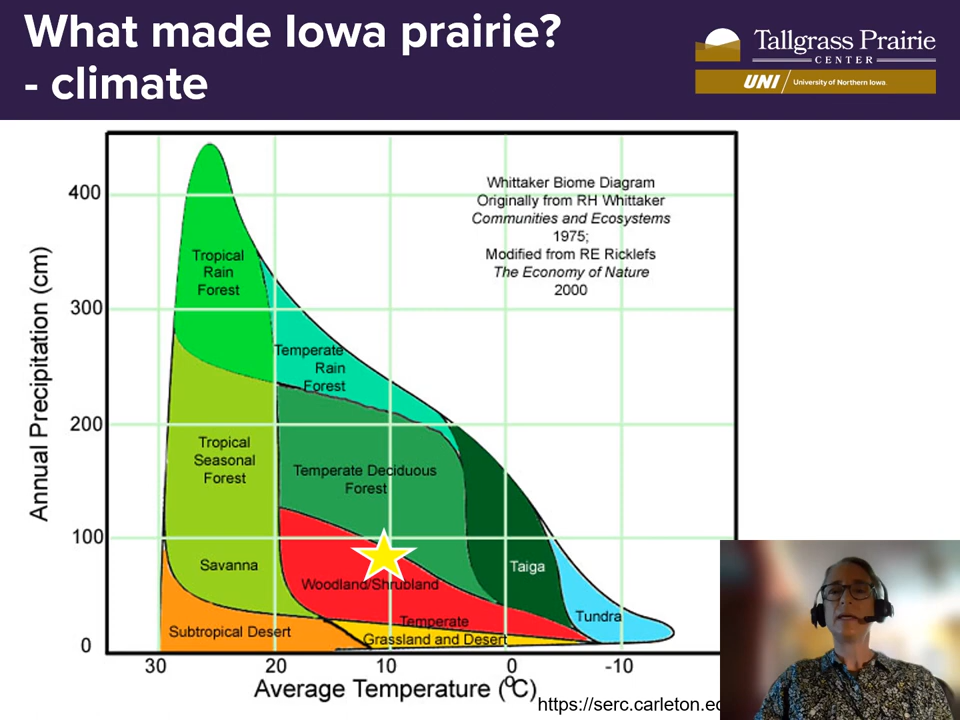 What made Iowa prairie?
- climate
Tallgrass Prairie
CENTER
UNI University of Northern Iowa
Whittaker Biome Diagram
Originally from RH Whittaker
Communities and Ecosystems
1975;
Modified from RE Ricklefs
The Economy of Nature
2000
Annual Precipitation (cm)
400
300
200
100
0
Tropical
Rain
Forest
Temperate
Rain
Forest
Tropical
Seasonal
Forest
Temperate Deciduous
Forest
Savanna
Woodland/Shrubland
Taiga
Tundra
Subtropical Desert
Temperate
Grassland and Desert
30
20
10
0
-10
Average Temperature (°C)
https://serc.carleton.ed